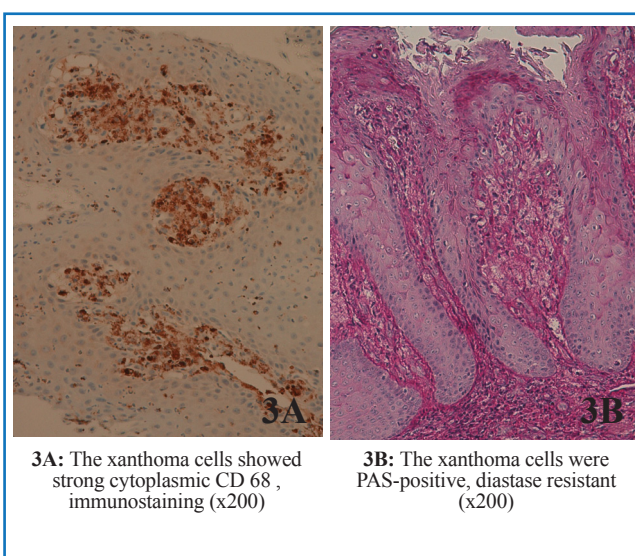 3A
3B
3A: The xanthoma cells showed
strong cytoplasmic CD 68 ,
immunostaining (x200)
3B: The xanthoma cells were
PAS-positive, diastase resistant
(x200)